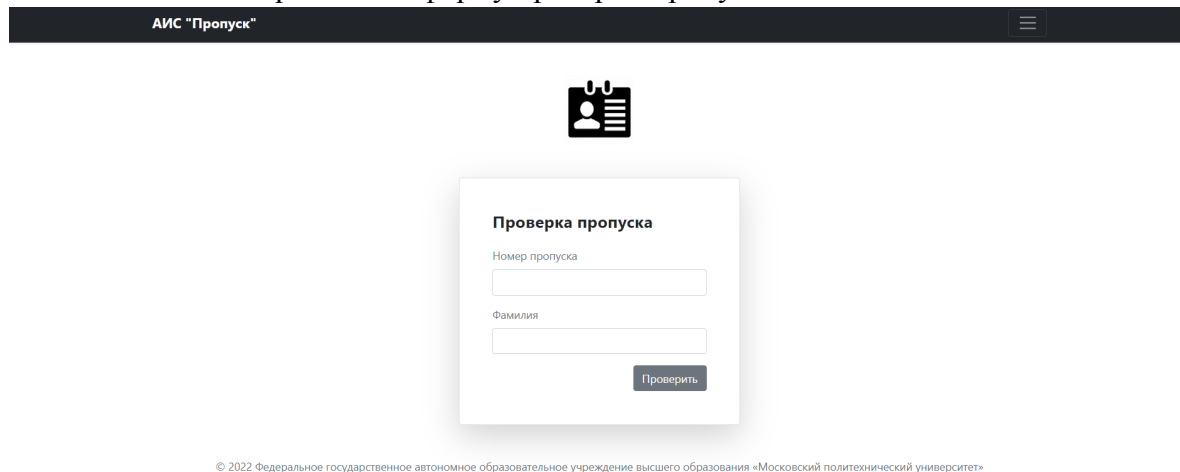 АИС "Пропуск"
Проверка пропуска
Номер пропуска
Фамилия
Проверить
© 2022 Федеральное государственное автономное образовательное учреждение высшего образования «Московский политехнический университет»